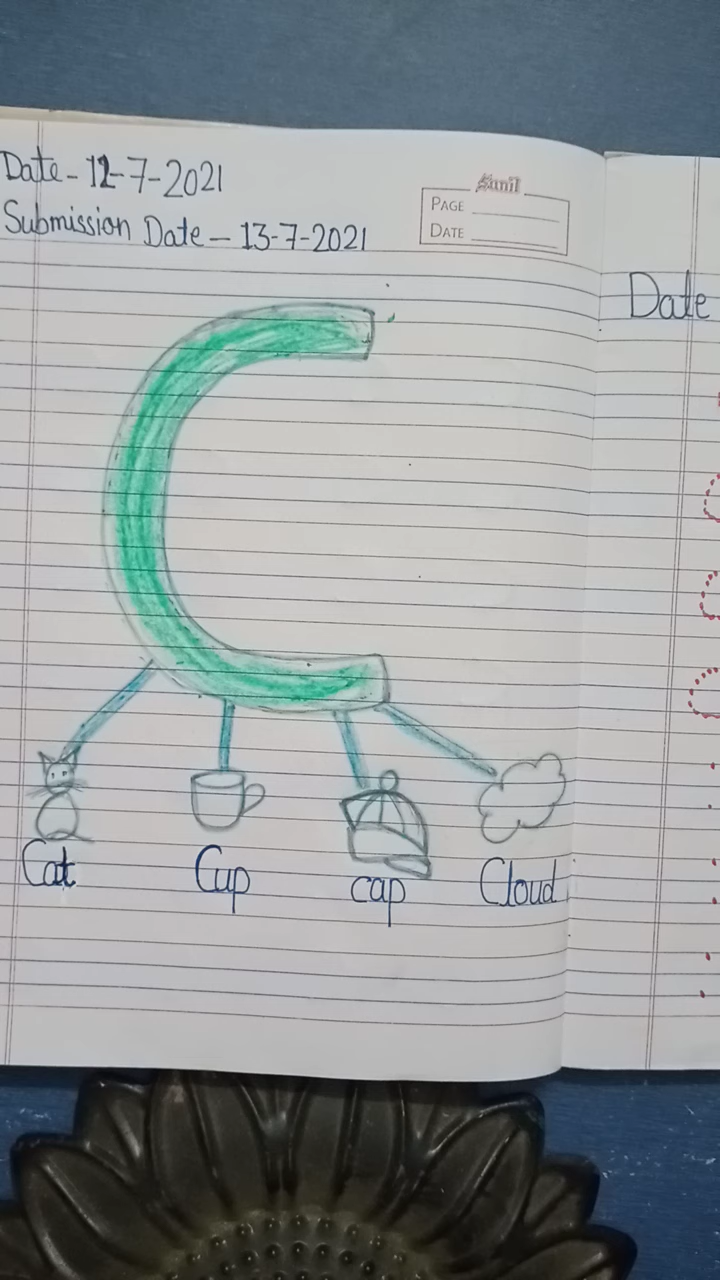 Date - 12-7-2021
Submission Date - 13-7-2021
Sunil
PAGE
DATE
Cat
Cup
cap
Cloud
Date